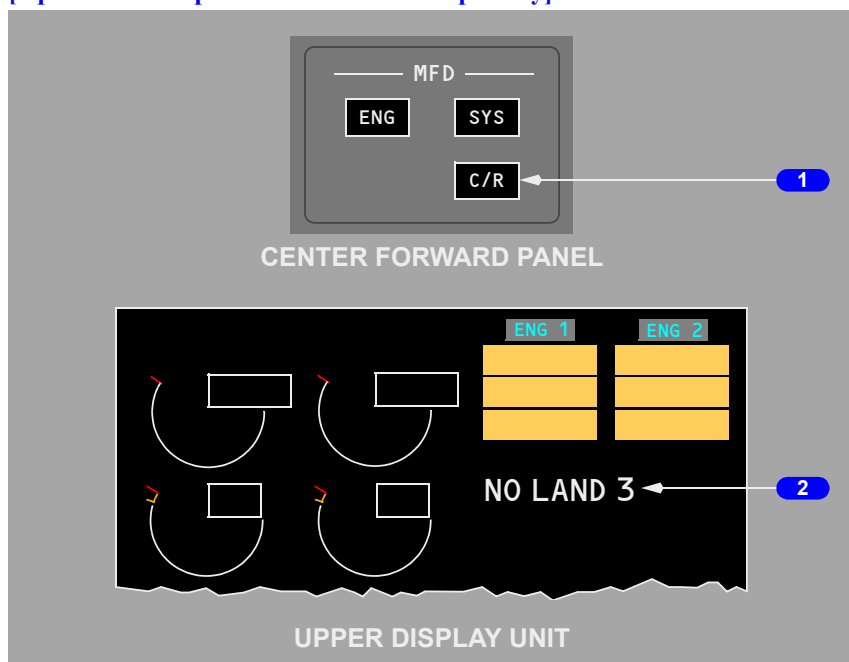 MFD
ENG SYS
C/R
1
CENTER FORWARD PANEL
ENG 1 ENG 2
NO LAND 3
2
UPPER DISPLAY UNIT